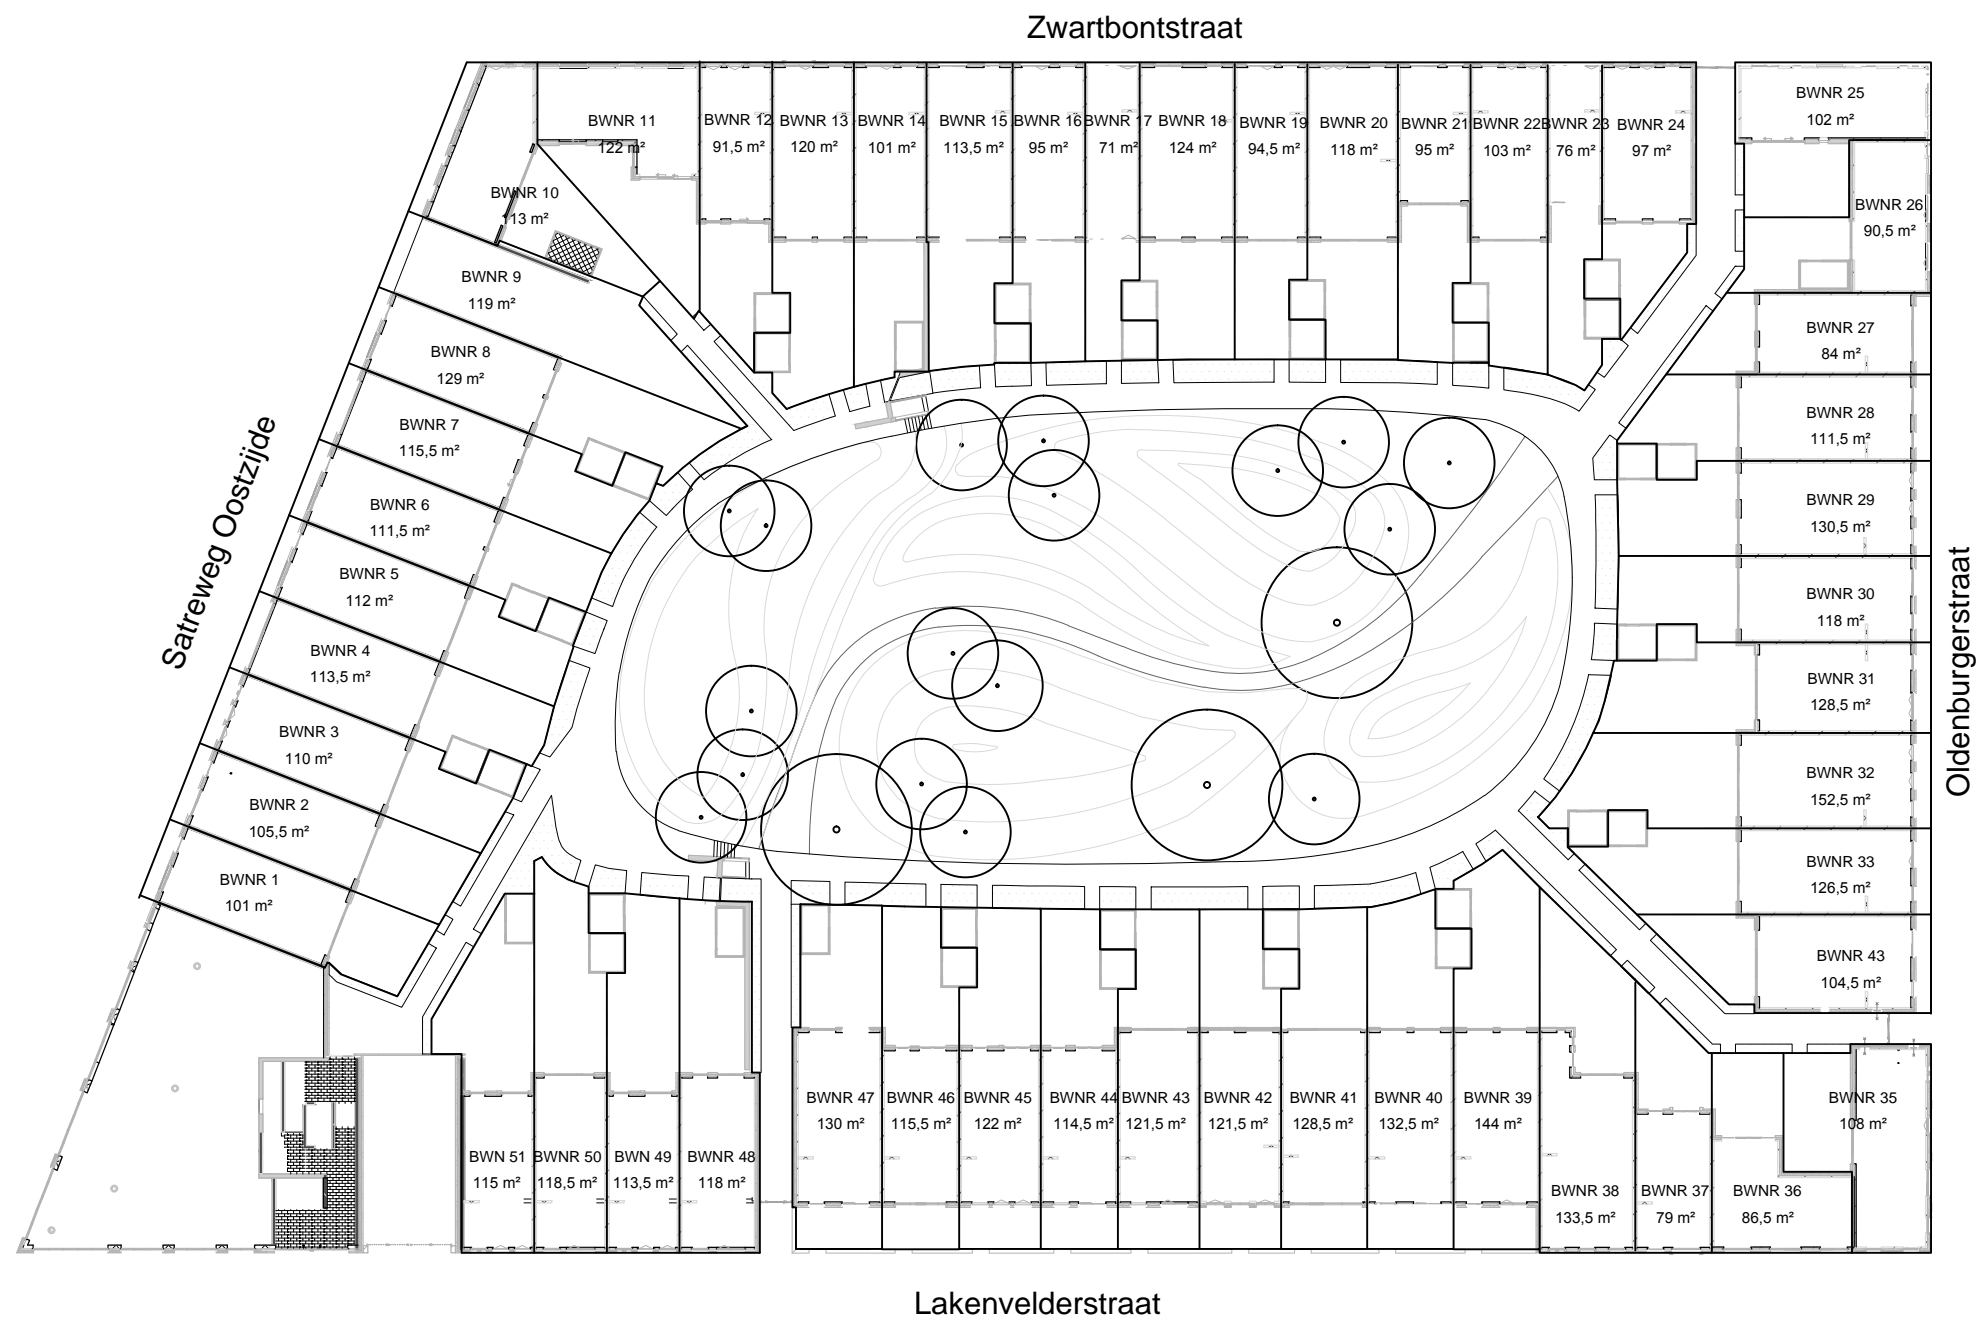 Zwartbontstraat
BWNR 11
122 m²
BWNR 12
91,5 m²
BWNR 13
120 m²
BWNR 14
101 m²
BWNR 15
113,5 m²
BWNR 16
95 m²
BWNR 17
71 m²
BWNR 18
124 m²
BWNR 19
94,5 m²
BWNR 20
118 m²
BWNR 21
95 m²
BWNR 22
103 m²
BWNR 23
76 m²
BWNR 24
97 m²
BWNR 25
102 m²
BWNR 26
90,5 m²
BWNR 10
113 m²
BWNR 9
119 m²
BWNR 8
129 m²
BWNR 7
115,5 m²
BWNR 6
111,5 m²
BWNR 5
112 m²
BWNR 4
113,5 m²
BWNR 3
110 m²
BWNR 2
105,5 m²
BWNR 1
101 m²
Satreweg Oostzijde
BWNR 27
84 m²
BWNR 28
111,5 m²
BWNR 29
130,5 m²
BWNR 30
118 m²
BWNR 31
128,5 m²
BWNR 32
152,5 m²
BWNR 33
126,5 m²
BWNR 43
104,5 m²
Oldenburgerstraat
BWN 51
115 m²
BWNR 50
118,5 m²
BWN 49
113,5 m²
BWNR 48
118 m²
BWNR 47
130 m²
BWNR 46
115,5 m²
BWNR 45
122 m²
BWNR 44
114,5 m²
BWNR 43
121,5 m²
BWNR 42
121,5 m²
BWNR 41
128,5 m²
BWNR 40
132,5 m²
BWNR 39
144 m²
BWNR 38
133,5 m²
BWNR 37
79 m²
BWNR 36
86,5 m²
BWNR 35
108 m²
Lakenvelderstraat